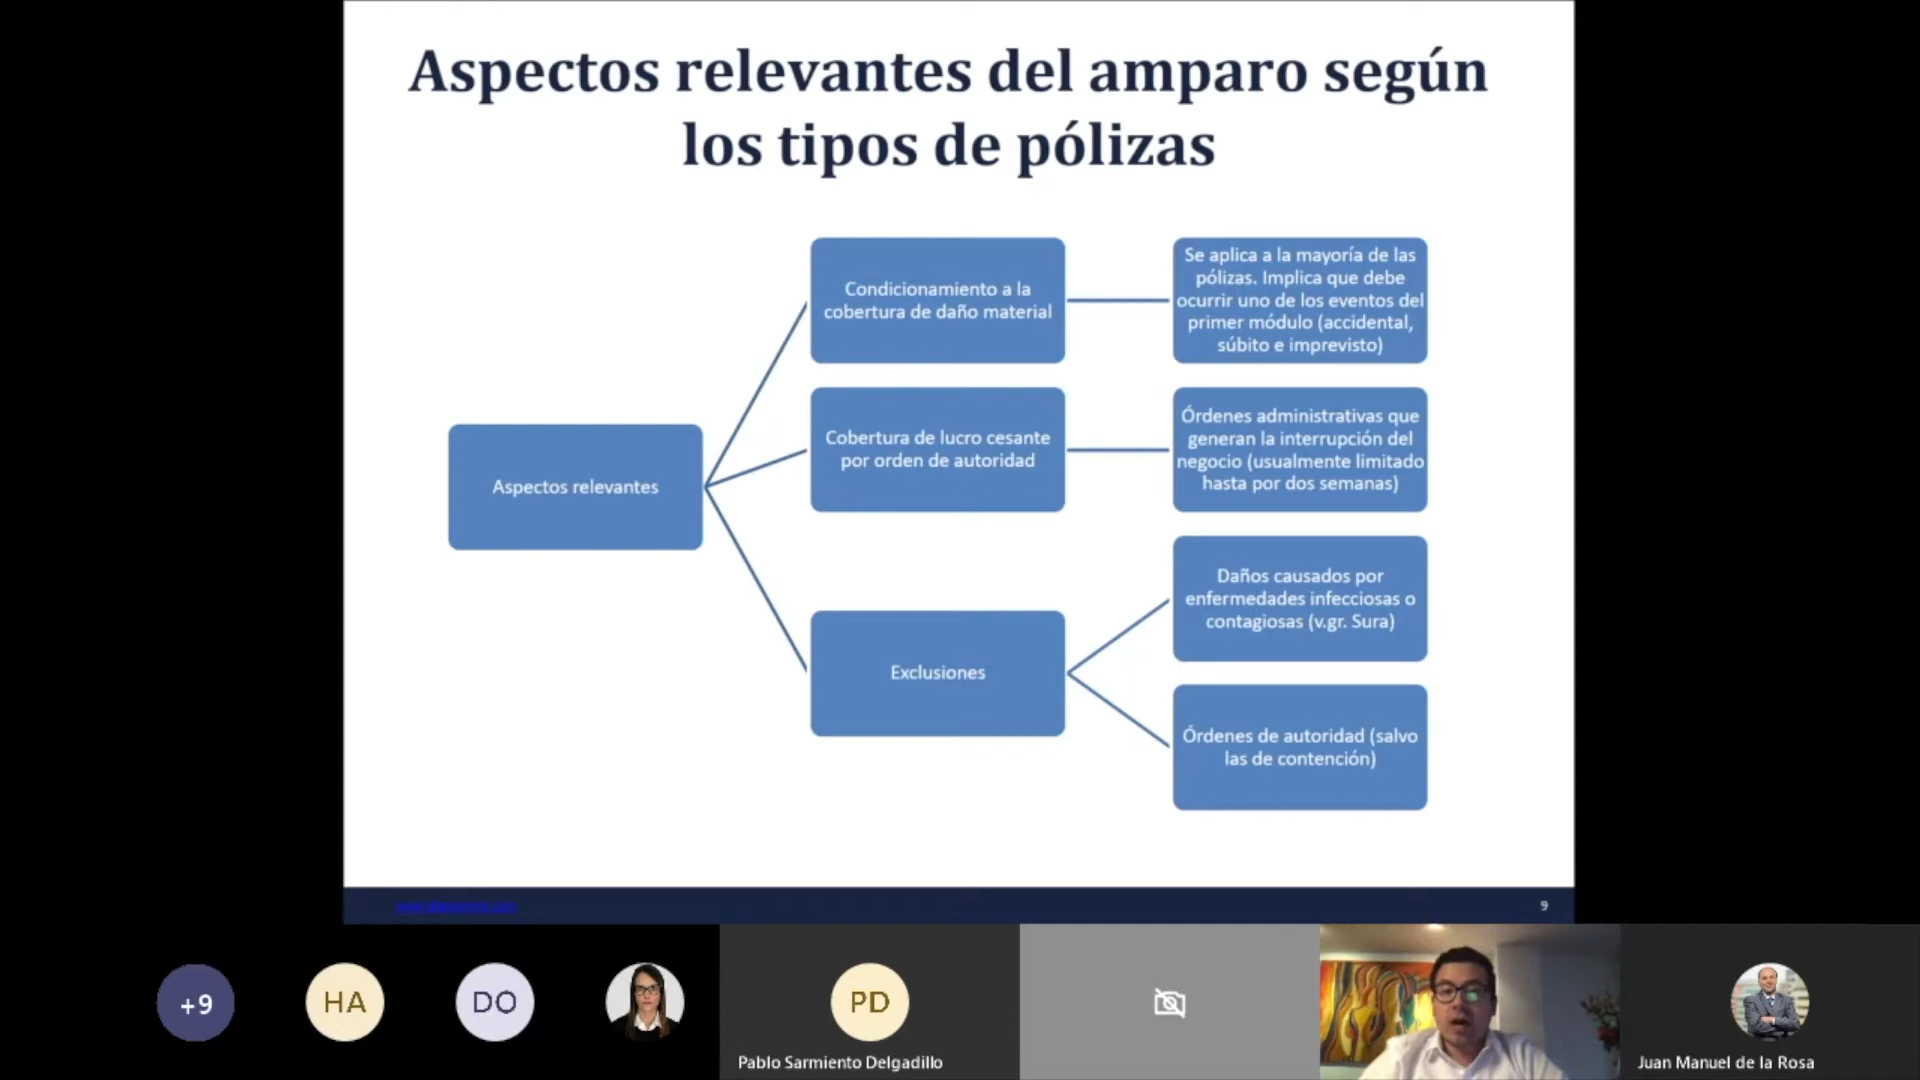 Aspectos relevantes del amparo según
los tipos de pólizas
Aspectos relevantes
Condicionamiento a la
cobertura de daño material
Se aplica a la mayoría de las
pólizas. Implica que debe
ocurrir uno de los eventos del
primer módulo (accidental,
súbito e imprevisto)
Cobertura de lucro cesante
por orden de autoridad
Órdenes administrativas que
generan la interrupción del
negocio (usualmente limitado
hasta por dos semanas)
Exclusiones
Daños causados por
enfermedades infecciosas o
contagiosas (v.gr. Sura)
Órdenes de autoridad (salvo
las de contención)
9
+9
HA
DO
PD
Pablo Sarmiento Delgadillo
Juan Manuel de la Rosa